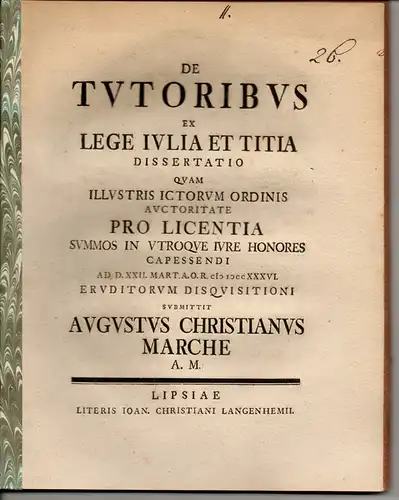 11.
26.
DE
TVTORIBVS
EX
LEGE IVLIA ET TITIA
DISSERTATIO
QVAM
ILLVSTRIS ICTORVM ORDINIS
AVCTORITATE
PRO LICENTIA
SVMMOS IN VTROQVE IVRE HONORES
CAPESSENDI
AD. D. XXII. MART. A. O. R. cIↄ IↄccXXXVI.
ERVDITORVM DISQVISITIONI
SVBMITTIT
AVGVSTVS CHRISTIANVS
MARCHE
A. M.
LIPSIAE
LITERIS IOAN. CHRISTIANI LANGENHEMII.